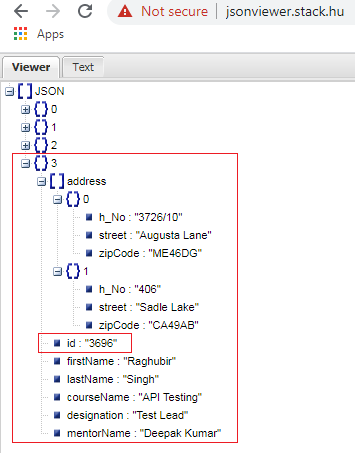 Not secure | jsonviewer.stack.hu
Apps
Viewer Text
[] JSON
{} 0
{} 1
{} 2
{} 3
[] address
{} 0
h_No : "3726/10"
street : "Augusta Lane"
zipCode : "ME46DG"
{} 1
h_No : "406"
street : "Sadle Lake"
zipCode : "CA49AB"
id : "3696"
firstName : "Raghubir"
lastName : "Singh"
courseName : "API Testing"
designation : "Test Lead"
mentorName : "Deepak Kumar"